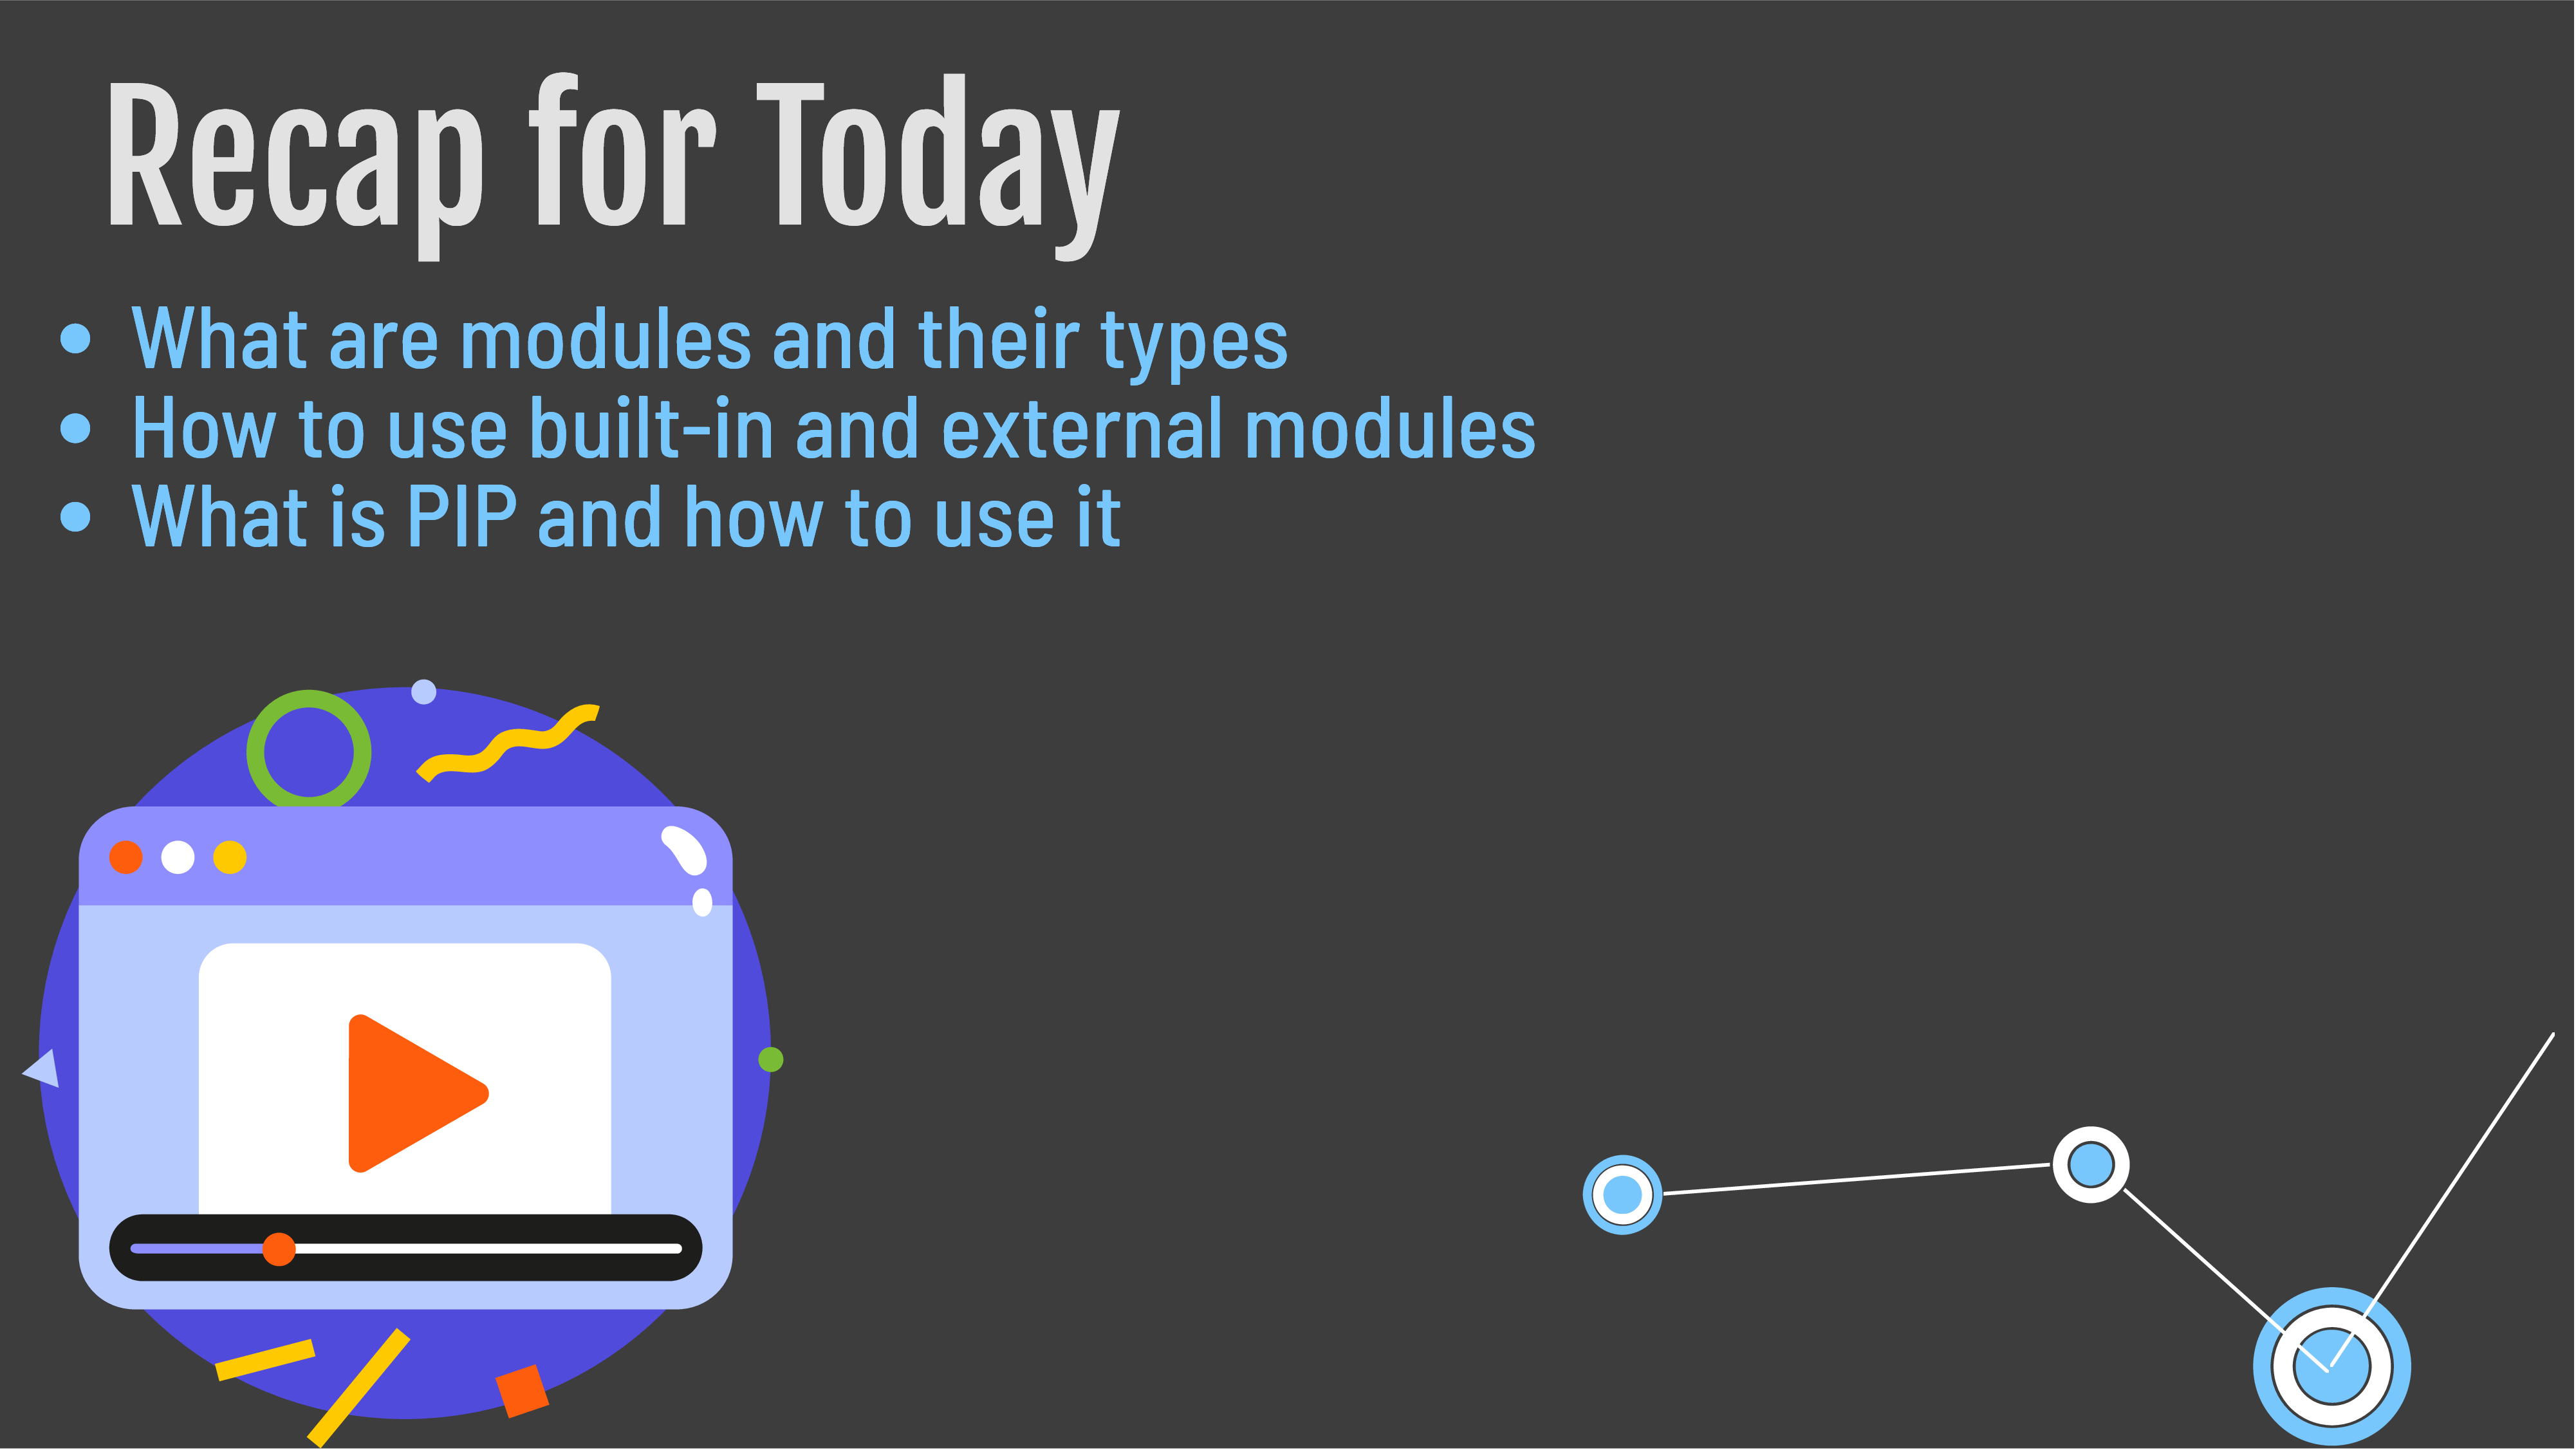 Recap for Today
• What are modules and their types
• How to use built-in and external modules
• What is PIP and how to use it